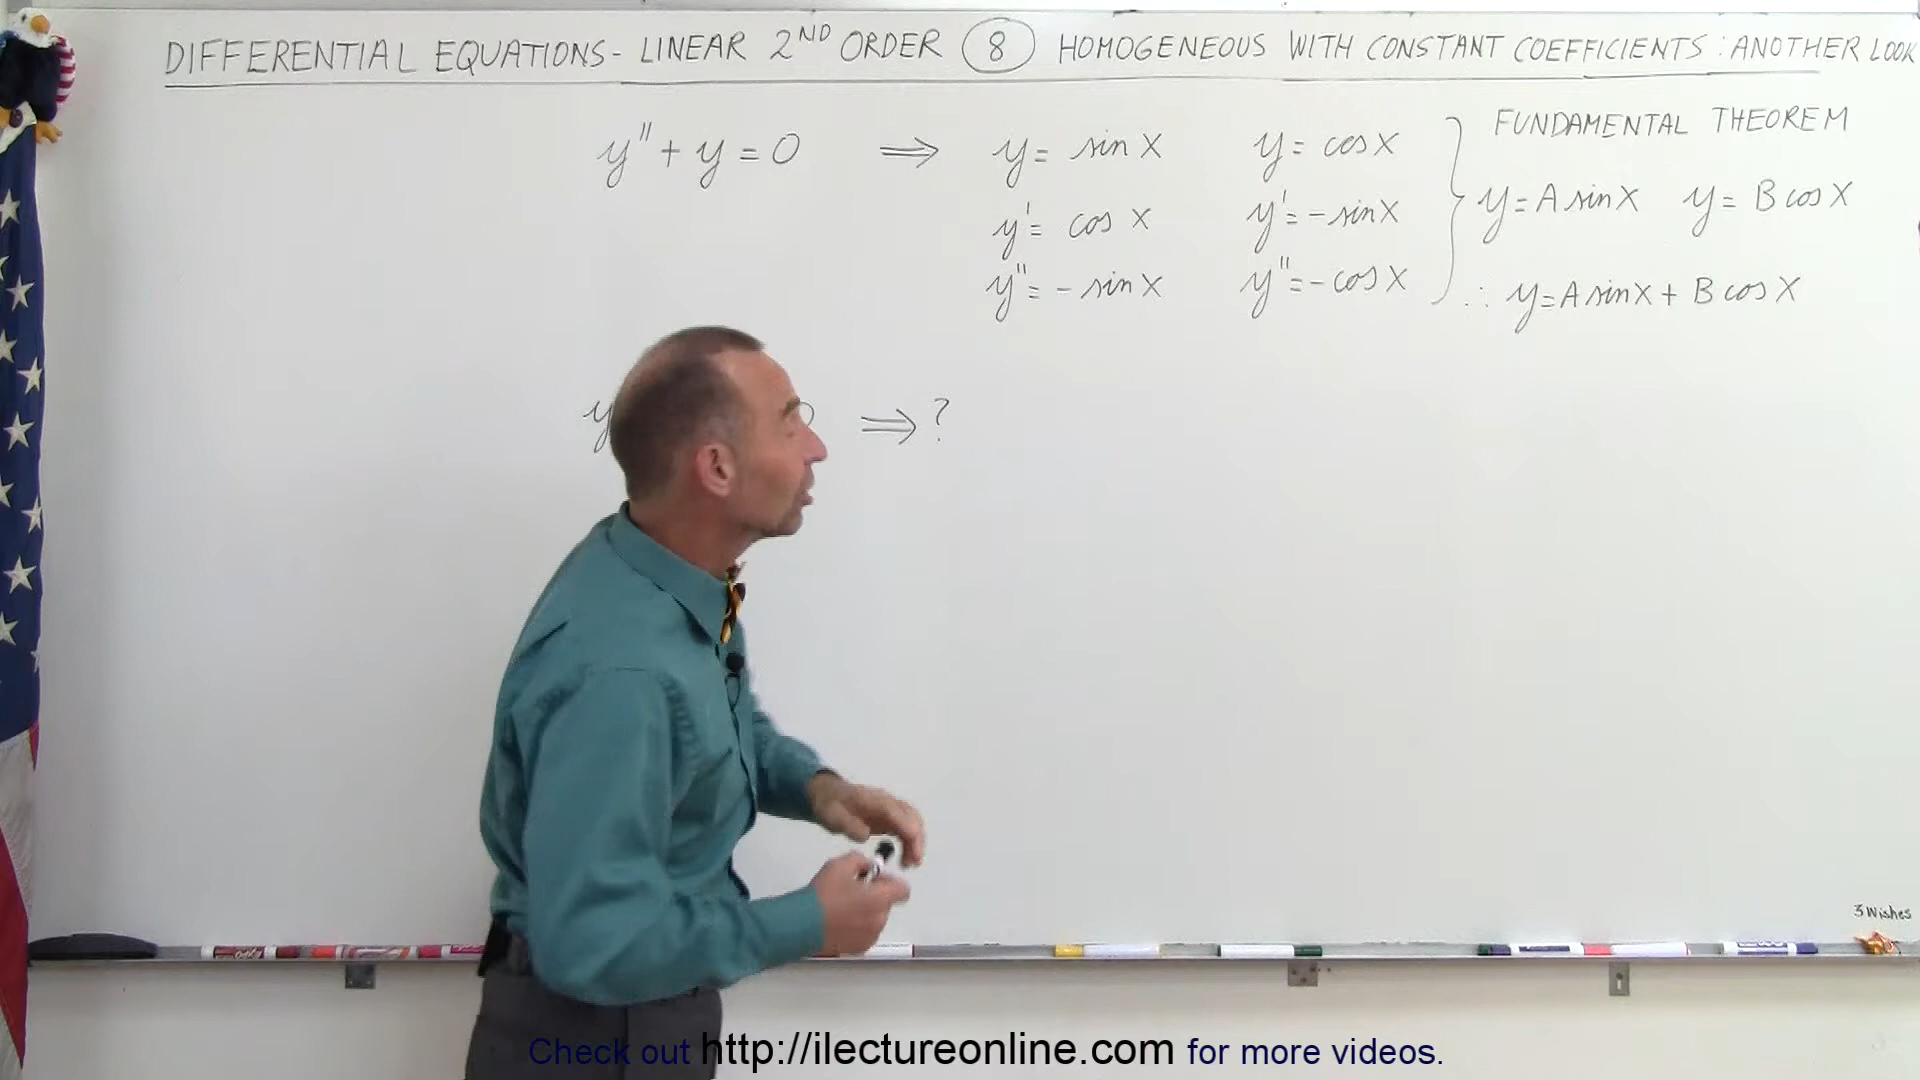 DIFFERENTIAL EQUATIONS - LINEAR 2ND ORDER 8 HOMOGENEOUS WITH CONSTANT COEFFICIENTS : ANOTHER LOOK
y'' + y = 0 ⟹ y = sin x y = cos x
y' = cos x y' = -sin x
y'' = -sin x y'' = -cos x
FUNDAMENTAL THEOREM
y = A sin x y = B cos x
∴ y = A sin x + B cos x
y ⟹ ?
3 Wishes
Check out http://ilectureonline.com for more videos.